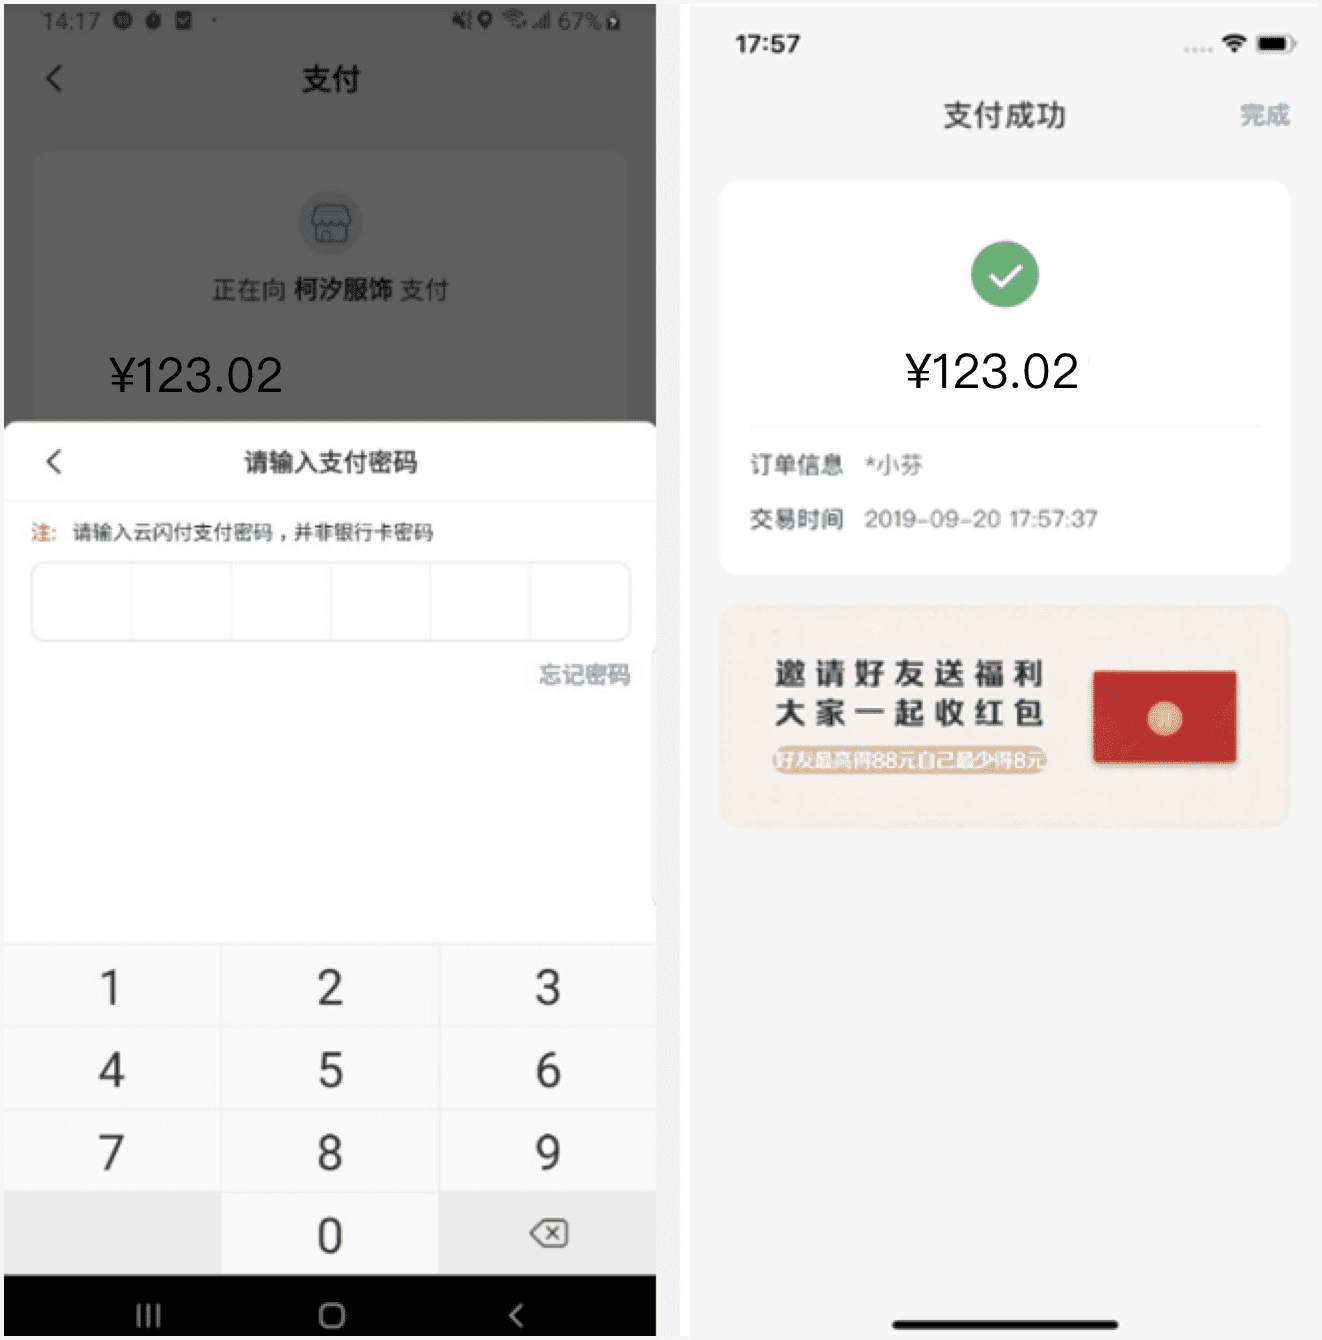 14:17
67%
支付
正在向 柯汐服饰 支付
¥123.02
请输入支付密码
注: 请输入云闪付支付密码，并非银行卡密码
忘记密码
1 2 3
4 5 6
7 8 9
0
17:57
支付成功 完成
¥123.02
订单信息 *小芬
交易时间 2019-09-20 17:57:37
邀请好友送福利
大家一起收红包
好友最高得88元自己最少得8元